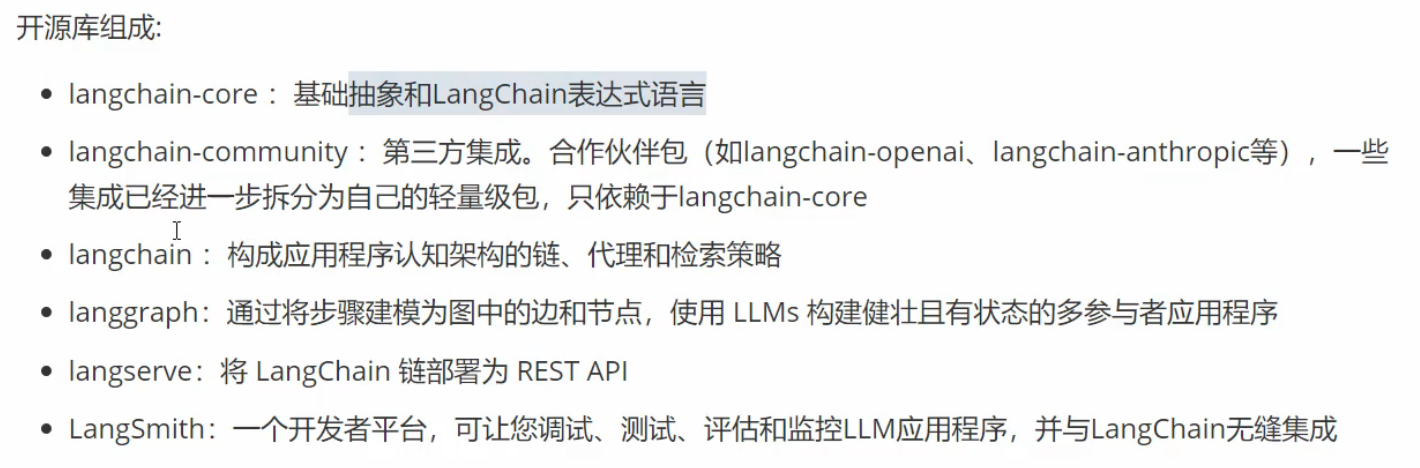 开源库组成:
langchain-core ：基础抽象和LangChain表达式语言
langchain-community ：第三方集成。合作伙伴包（如langchain-openai、langchain-anthropic等），一些
集成已经进一步拆分为自己的轻量级包，只依赖于langchain-core
langchain ：构成应用程序认知架构的链、代理和检索策略
langgraph：通过将步骤建模为图中的边和节点，使用 LLMs 构建健壮且有状态的多参与者应用程序
langserve：将 LangChain 链部署为 REST API
LangSmith：一个开发者平台，可让您调试、测试、评估和监控LLM应用程序，并与LangChain无缝集成